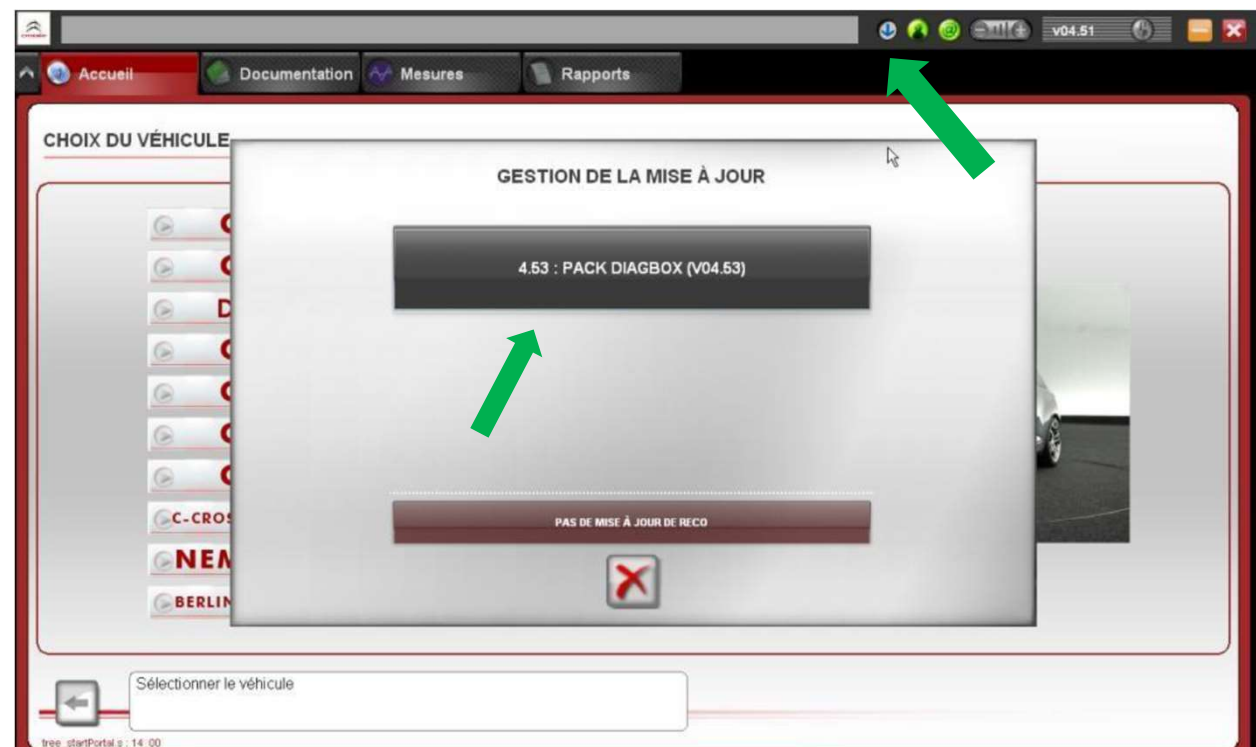 CITROËN
v04.51
Accueil
Documentation
Mesures
Rapports
CHOIX DU VÉHICULE
GESTION DE LA MISE À JOUR
4.53 : PACK DIAGBOX (V04.53)
C
C
D
C
C
C
C
C-CROS
NEM
BERLIN
PAS DE MISE À JOUR DE RECO
Sélectionner le véhicule
tree_startPortal.s : 14_00